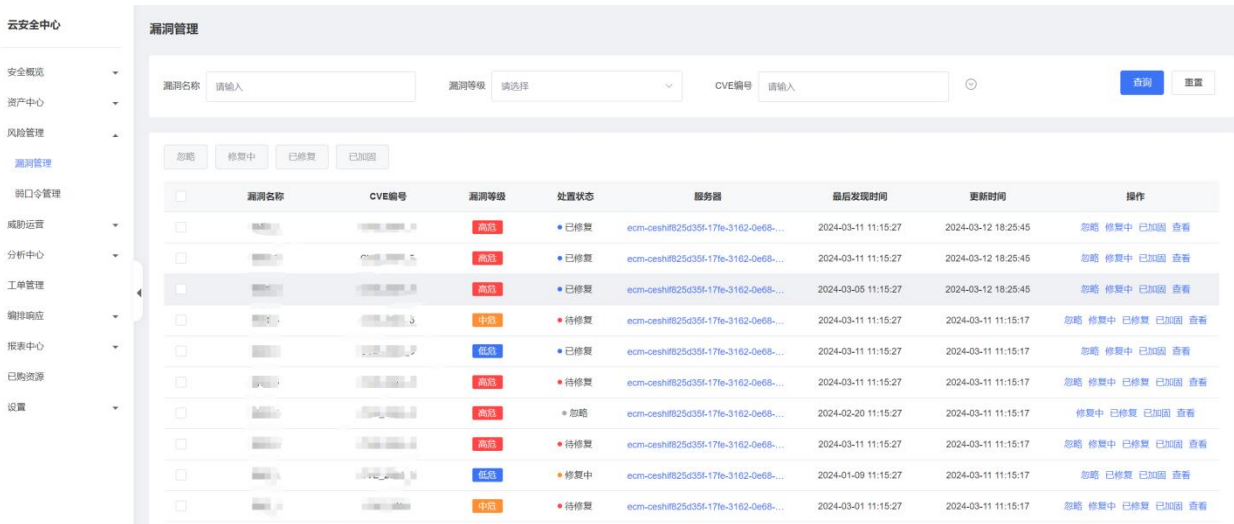 云安全中心
安全概览
资产中心
风险管理
漏洞管理
弱口令管理
威胁运营
分析中心
工单管理
编排响应
报表中心
已购资源
设置
漏洞管理
漏洞名称 请输入 漏洞等级 请选择 CVE编号 请输入 查询 重置
忽略 修复中 已修复 已加固
漏洞名称 CVE编号 漏洞等级 处置状态 服务器 最后发现时间 更新时间 操作
高危 已修复 ecm-ceshif825d35f-17fe-3162-0e68-... 2024-03-11 11:15:27 2024-03-12 18:25:45 忽略 修复中 已加固 查看
高危 已修复 ecm-ceshif825d35f-17fe-3162-0e68-... 2024-03-11 11:15:27 2024-03-12 18:25:45 忽略 修复中 已加固 查看
高危 已修复 ecm-ceshif825d35f-17fe-3162-0e68-... 2024-03-05 11:15:27 2024-03-12 18:25:45 忽略 修复中 已加固 查看
中危 待修复 ecm-ceshif825d35f-17fe-3162-0e68-... 2024-03-11 11:15:27 2024-03-11 11:15:17 忽略 修复中 已修复 已加固 查看
低危 已修复 ecm-ceshif825d35f-17fe-3162-0e68-... 2024-03-11 11:15:27 2024-03-11 11:15:17 忽略 修复中 已加固 查看
高危 待修复 ecm-ceshif825d35f-17fe-3162-0e68-... 2024-03-11 11:15:27 2024-03-11 11:15:17 忽略 修复中 已修复 已加固 查看
高危 忽略 ecm-ceshif825d35f-17fe-3162-0e68-... 2024-02-20 11:15:27 2024-03-11 11:15:17 修复中 已修复 已加固 查看
高危 待修复 ecm-ceshif825d35f-17fe-3162-0e68-... 2024-03-11 11:15:27 2024-03-11 11:15:17 忽略 修复中 已修复 已加固 查看
低危 修复中 ecm-ceshif825d35f-17fe-3162-0e68-... 2024-01-09 11:15:27 2024-03-11 11:15:17 忽略 已修复 已加固 查看
中危 待修复 ecm-ceshif825d35f-17fe-3162-0e68-... 2024-03-01 11:15:27 2024-03-11 11:15:17 忽略 修复中 已修复 已加固 查看